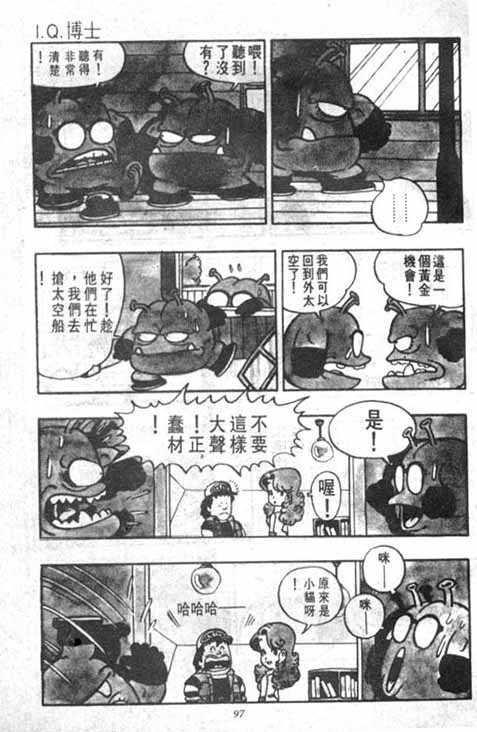 I.Q.博士
…………
喂！
聽到
了沒
有？
有！
聽得
非常
清楚
！
這是一
個黃金
機會！
我們可以
回到外太
空了！！
好了！趁
他們在忙
，我們去
搶太空船
！
是！
喔！
不要
這樣
大聲
！正。
蠢材
！
咪—
咪—
原來是
小貓呀
！
哈哈哈—
97